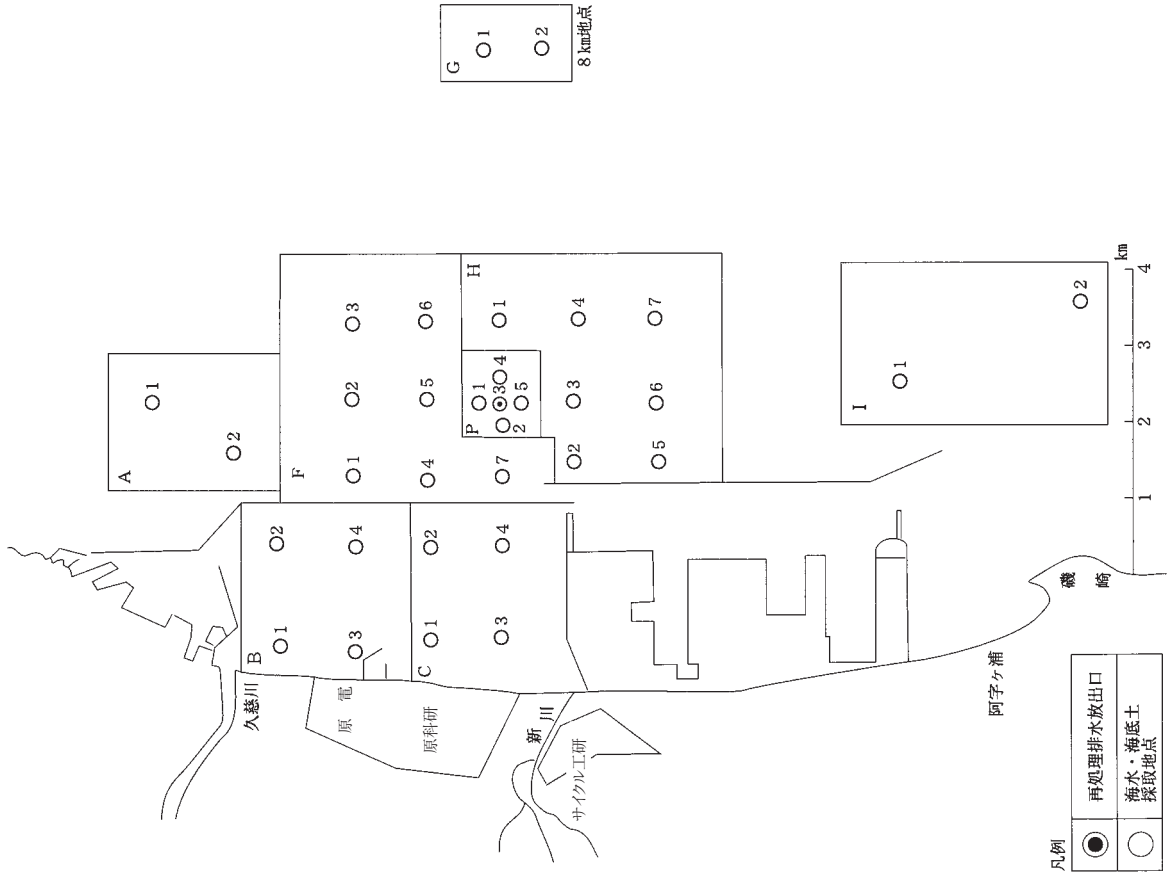 A
1
2
F
1
2
3
4
5
6
7
B
1
2
3
4
C
1
2
3
4
P
1
2
3
4
5
H
1
2
3
4
5
6
7
G
1
2
8 km地点
I
1
2
久慈川
原 電
原科研
新 川
サイクル工研
阿字ヶ浦
磯 崎
1 2 3 4
km
凡例
再処理排水放出口
海水・海底土
採取地点